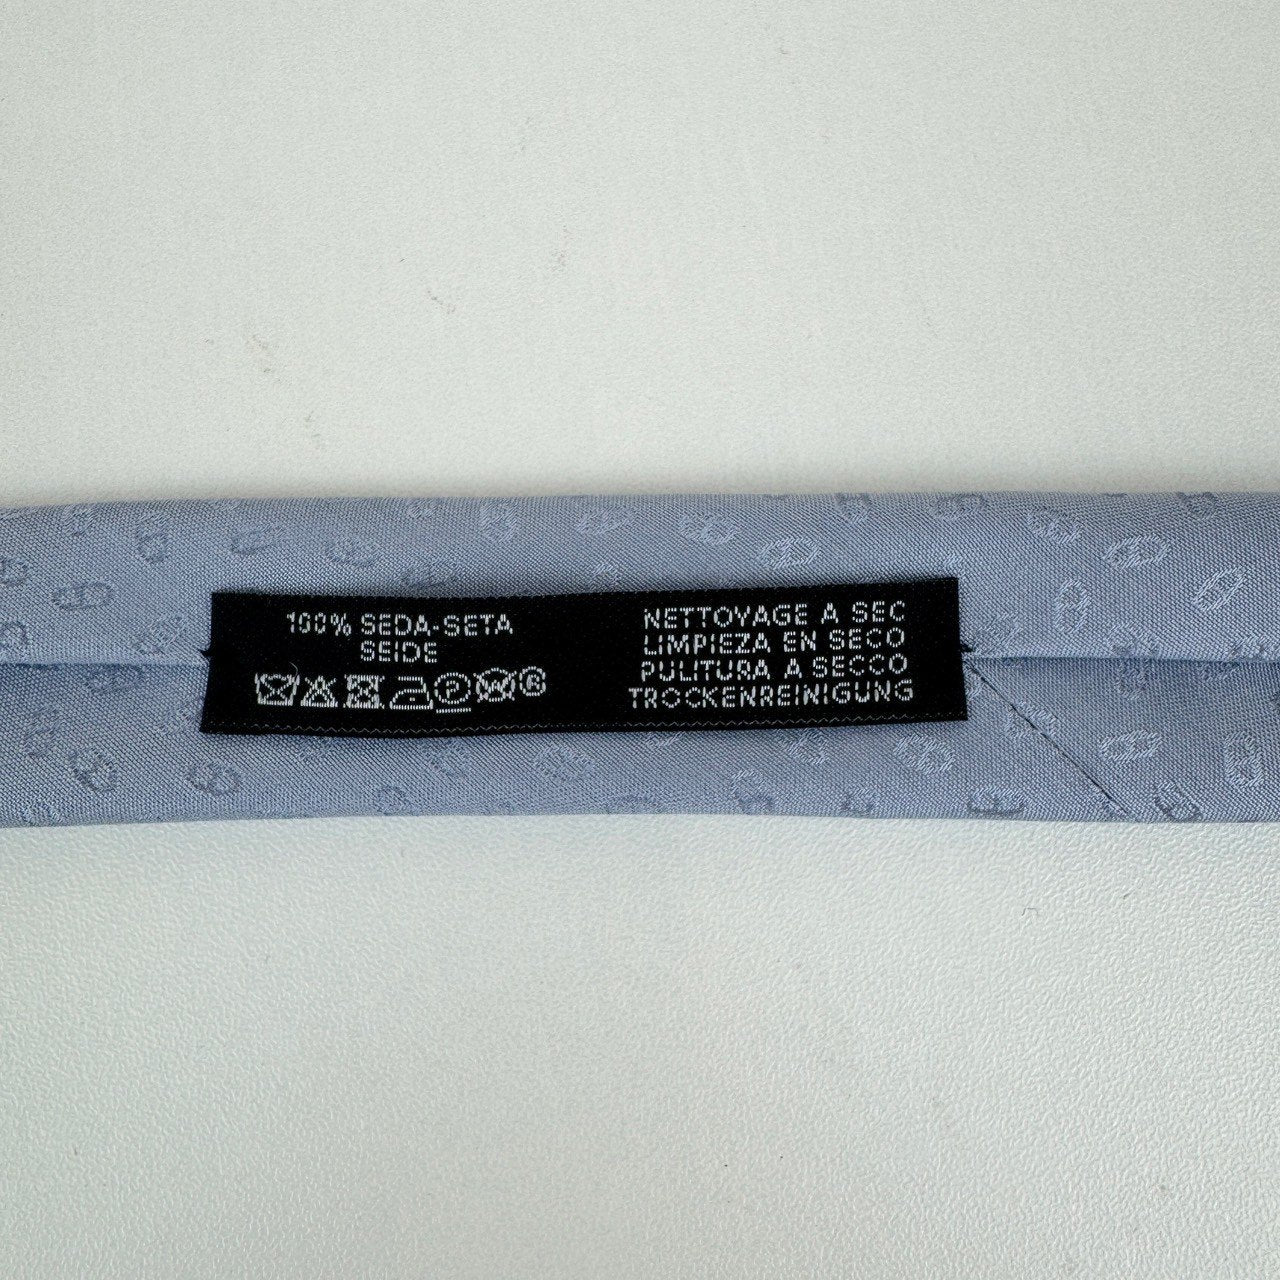 100% SEDA-SETA
SEIDE
P W R
NETTOYAGE A SEC
LIMPIEZA EN SECO
PULITURA A SECCO
TROCKENREINIGUNG